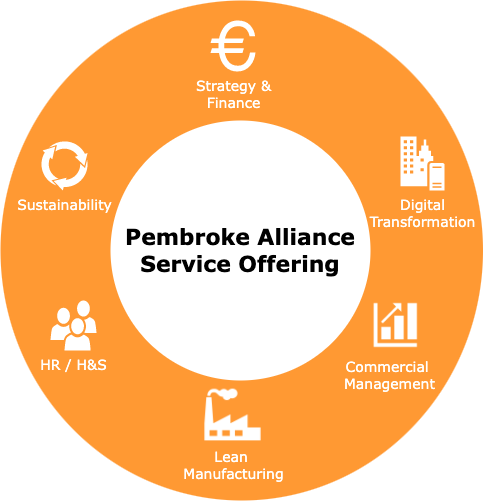 €
Strategy &
Finance
Sustainability
Digital
Transformation
Pembroke Alliance
Service Offering
HR / H&S
Commercial
Management
Lean
Manufacturing